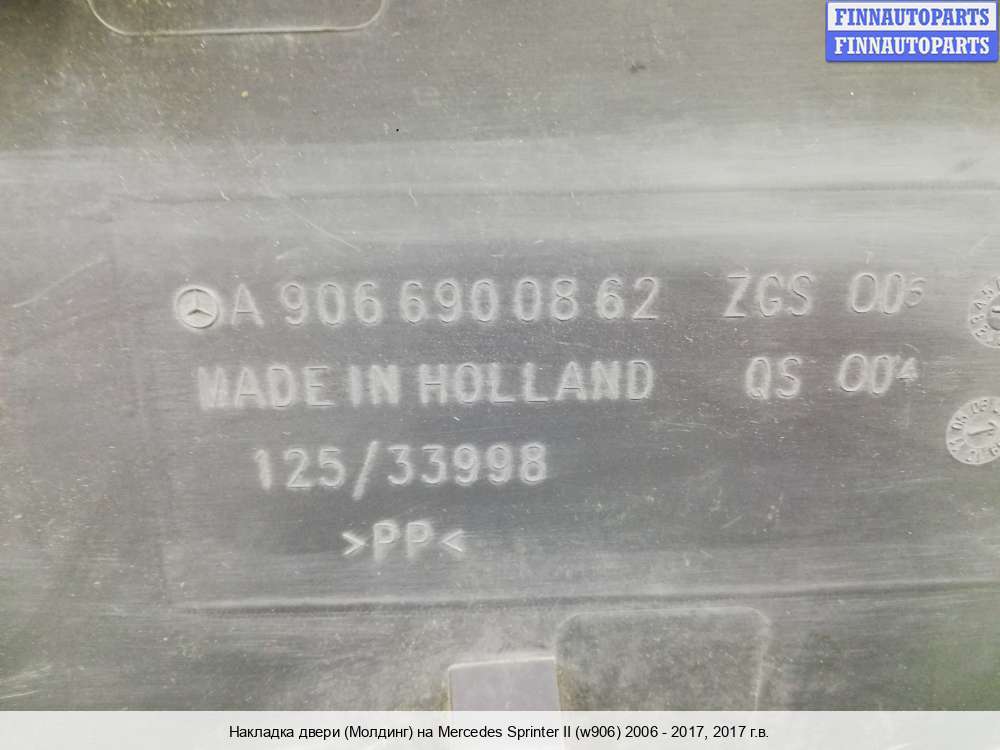 FINNAUTOPARTS
FINNAUTOPARTS
A 906 690 08 62 ZGS 006
MADE IN HOLLAND QS 004
125/33998
>PP<
Накладка двери (Молдинг) на Mercedes Sprinter II (w906) 2006 - 2017, 2017 г.в.